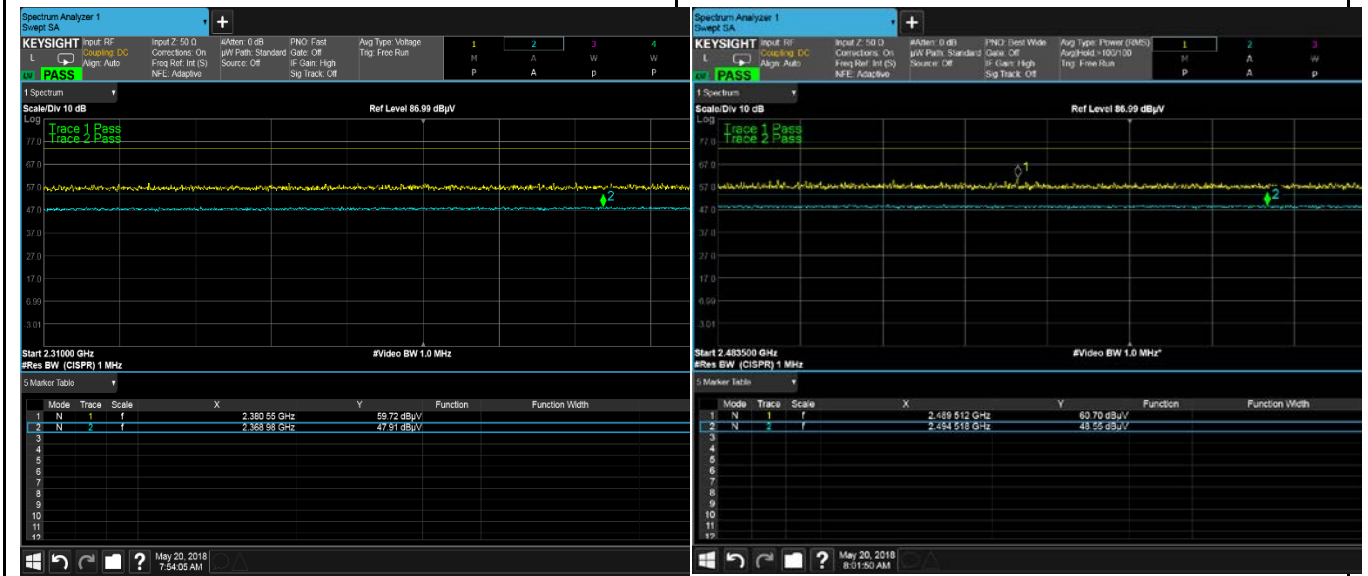 Spectrum Analyzer 1
Swept SA
+
KEYSIGHT
L
PASS
Input: RF
Coupling: DC
Align: Auto
Input Z: 50 Ω
Corrections: On
Freq Ref: Int (S)
NFE: Adaptive
#Atten: 0 dB
µW Path: Standard
Source: Off
PNO: Fast
Gate: Off
IF Gain: High
Sig Track: Off
Avg Type: Voltage
Trig: Free Run
1 2 3 4
M A W W
P A P P
1 Spectrum
Scale/Div 10 dB
Ref Level 86.99 dBµV
Log
Trace 1 Pass
Trace 2 Pass
77.0
67.0
57.0
2
47.0
37.0
27.0
17.0
6.99
-3.01
Start 2.31000 GHz
#Video BW 1.0 MHz
#Res BW (CISPR) 1 MHz
5 Marker Table
Mode Trace Scale X Y Function Function Width
1 N 1 f 2.380 55 GHz 59.72 dBµV
2 N 2 f 2.368 98 GHz 47.91 dBµV
3
4
5
6
7
8
9
10
11
12
?
May 20, 2018
7:54:05 AM
Spectrum Analyzer 1
Swept SA
+
KEYSIGHT
L
PASS
Input: RF
Coupling: DC
Align: Auto
Input Z: 50 Ω
Corrections: On
Freq Ref: Int (S)
NFE: Adaptive
#Atten: 0 dB
µW Path: Standard
Source: Off
PNO: Best Wide
Gate: Off
IF Gain: High
Sig Track: Off
Avg Type: Power (RMS)
Avg|Hold:>100/100
Trig: Free Run
1 2 3
M A W
P A P
1 Spectrum
Scale/Div 10 dB
Ref Level 86.99 dBµV
Log
Trace 1 Pass
Trace 2 Pass
77.0
67.0
1
57.0
2
47.0
37.0
27.0
17.0
6.99
-3.01
Start 2.483500 GHz
#Video BW 1.0 MHz*
#Res BW (CISPR) 1 MHz
5 Marker Table
Mode Trace Scale X Y Function Function Width
1 N 1 f 2.489 512 GHz 60.70 dBµV
2 N 2 f 2.494 518 GHz 48.55 dBµV
3
4
5
6
7
8
9
10
11
12
?
May 20, 2018
8:01:50 AM